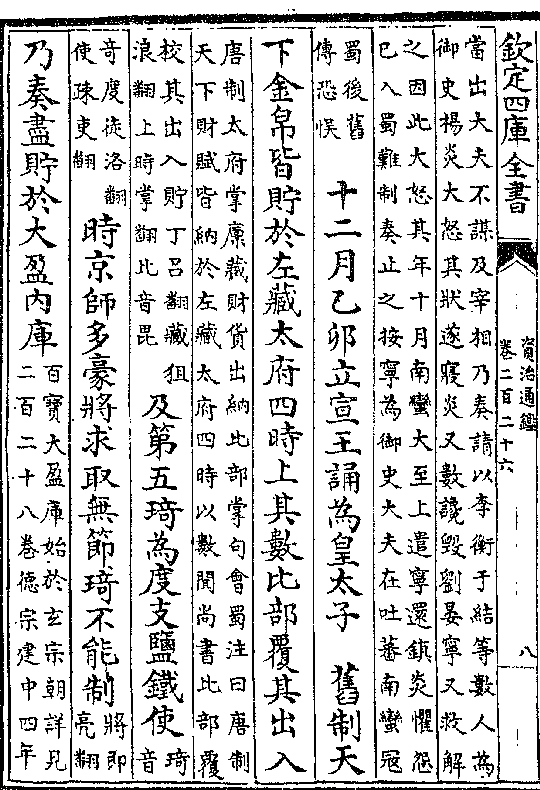 欽定四庫全書
資治通鑑
卷二百二十六
八
當出大夫不謀及宰相乃奏請以李衡于結等數人為
御史楊炎大怒其狀遂寢炎又數讒毀劉晏寧又救解
之因此大怒其年十月南蠻大至上遣寧還鎮炎懼怨
已入蜀難制奏止之按寧為御史大夫在吐蕃南蠻冦
蜀後舊
傳恐悮
十二月乙卯立宣王誦為皇太子　舊制天
下金帛皆貯於左藏太府四時上其數比部覆其出入
唐制太府掌廪藏財貨出納比部掌句會蜀注曰唐制
天下財賦皆納於左藏太府四時以數聞尚書比部覆
校其出入貯丁呂翻藏徂
浪翻上時掌翻比音毘
及第五琦為度支鹽鐵使
琦音
奇度徒洛翻
使疎吏翻
時京師多豪將求取無節琦不能制
將即
亮翻
乃奏盡貯於大盈内庫
百寶大盈庫始於玄宗朝詳見
二百二十八卷德宗建中四年